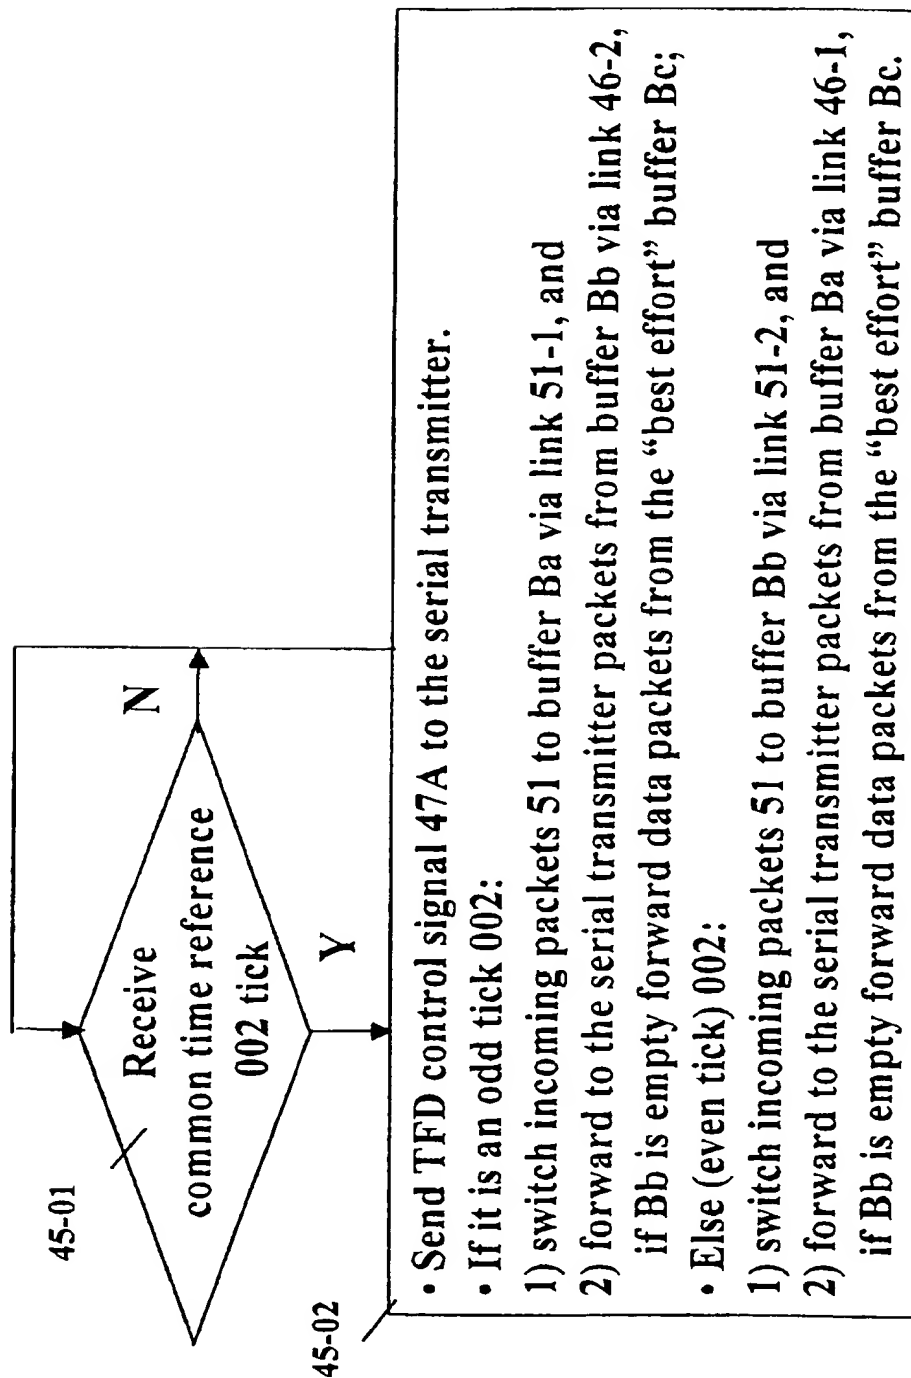 45-01
Receive
common time reference
002 tick
N
Y
45-02
• Send TFD control signal 47A to the serial transmitter.
• If it is an odd tick 002:
1) switch incoming packets 51 to buffer Ba via link 51-1, and
2) forward to the serial transmitter packets from buffer Bb via link 46-2,
if Bb is empty forward data packets from the “best effort” buffer Bc;
• Else (even tick) 002:
1) switch incoming packets 51 to buffer Bb via link 51-2, and
2) forward to the serial transmitter packets from buffer Ba via link 46-1,
if Bb is empty forward data packets from the “best effort” buffer Bc.